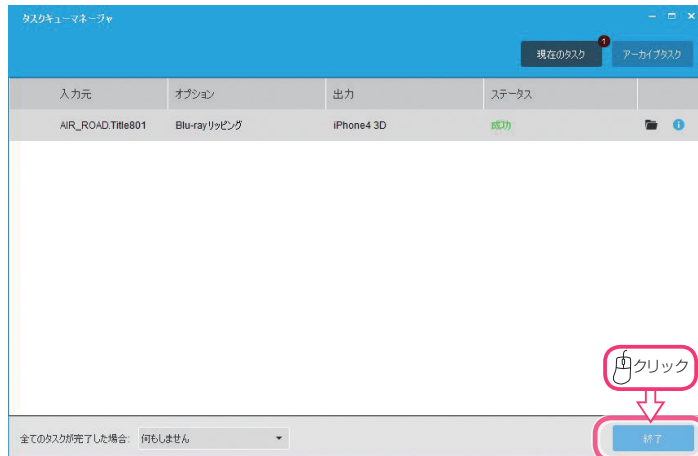 タスクキューマネージャ
1
現在のタスク アーカイブタスク
入力元 オプション 出力 ステータス
AIR_ROAD.Title801 Blu-rayリッピング iPhone4 3D 成功
クリック
全てのタスクが完了した場合: 何もしません 終了